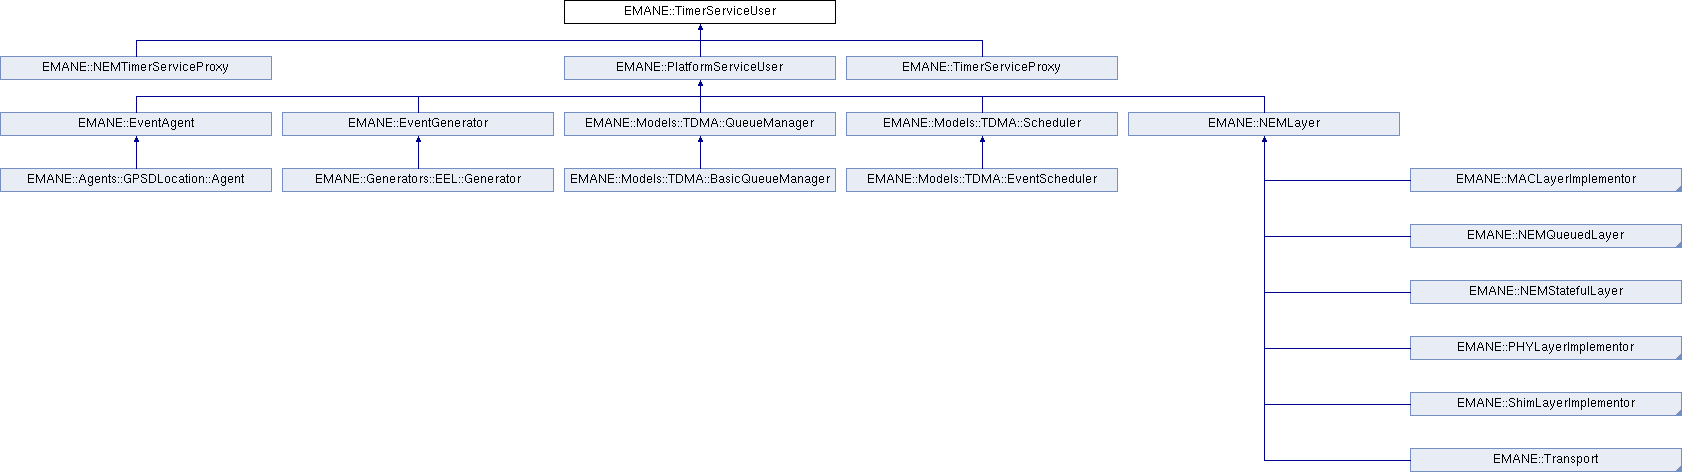 EMANE::TimerServiceUser
EMANE::NEMTimerServiceProxy
EMANE::PlatformServiceUser
EMANE::TimerServiceProxy
EMANE::EventAgent
EMANE::EventGenerator
EMANE::Models::TDMA::QueueManager
EMANE::Models::TDMA::Scheduler
EMANE::NEMLayer
EMANE::Agents::GPSDLocation::Agent
EMANE::Generators::EEL::Generator
EMANE::Models::TDMA::BasicQueueManager
EMANE::Models::TDMA::EventScheduler
EMANE::MACLayerImplementor
EMANE::NEMQueuedLayer
EMANE::NEMStatefulLayer
EMANE::PHYLayerImplementor
EMANE::ShimLayerImplementor
EMANE::Transport